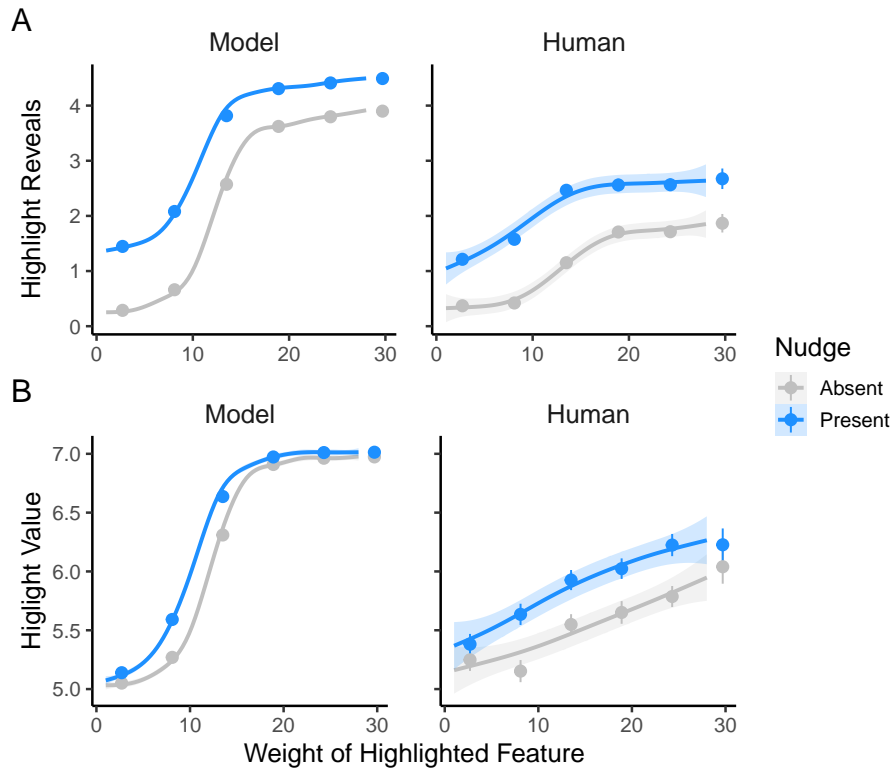 A
Model
Human
Highlight Reveals
4
3
2
1
0
0 10 20 30
0 10 20 30
Nudge
Absent
Present
B
Model
Human
Higlight Value
7.0
6.5
6.0
5.5
5.0
0 10 20 30
0 10 20 30
Weight of Highlighted Feature